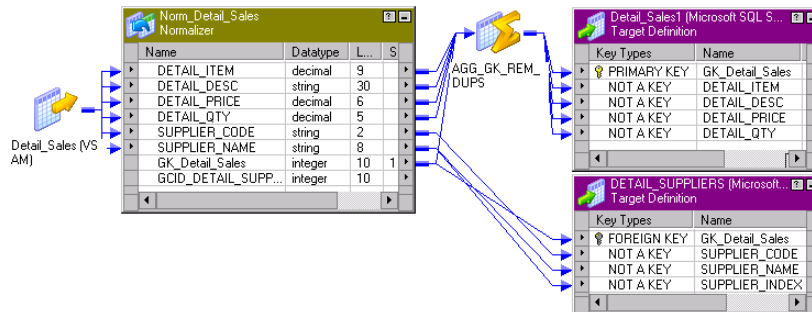 Detail_Sales (VS
AM)
Norm_Detail_Sales
Normalizer
Name Datatype L... S
DETAIL_ITEM decimal 9
DETAIL_DESC string 30
DETAIL_PRICE decimal 6
DETAIL_QTY decimal 5
SUPPLIER_CODE string 2
SUPPLIER_NAME string 8
GK_Detail_Sales integer 10 1
GCID_DETAIL_SUPP... integer 10
AGG_GK_REM_
DUPS
Detail_Sales1 (Microsoft SQL S...
Target Definition
Key Types Name
PRIMARY KEY GK_Detail_Sales
NOT A KEY DETAIL_ITEM
NOT A KEY DETAIL_DESC
NOT A KEY DETAIL_PRICE
NOT A KEY DETAIL_QTY
DETAIL_SUPPLIERS (Microsoft...
Target Definition
Key Types Name
FOREIGN KEY GK_Detail_Sales
NOT A KEY SUPPLIER_CODE
NOT A KEY SUPPLIER_NAME
NOT A KEY SUPPLIER_INDEX